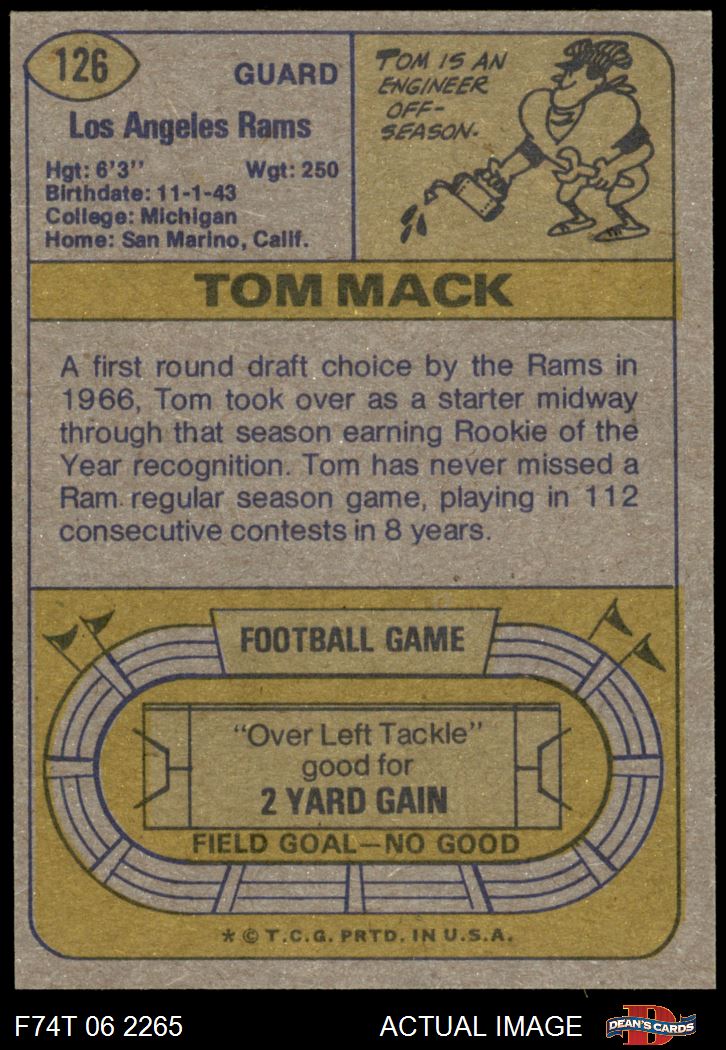 126
GUARD
Los Angeles Rams
Hgt: 6'3" Wgt: 250
Birthdate: 11-1-43
College: Michigan
Home: San Marino, Calif.
TOM IS AN
ENGINEER
OFF-
SEASON.
TOM MACK
A first round draft choice by the Rams in
1966, Tom took over as a starter midway
through that season earning Rookie of the
Year recognition. Tom has never missed a
Ram regular season game, playing in 112
consecutive contests in 8 years.
FOOTBALL GAME
"Over Left Tackle"
good for
2 YARD GAIN
FIELD GOAL—NO GOOD
* © T.C.G. PRTD. IN U.S.A.
F74T 06 2265 ACTUAL IMAGE D DEAN'S CARDS